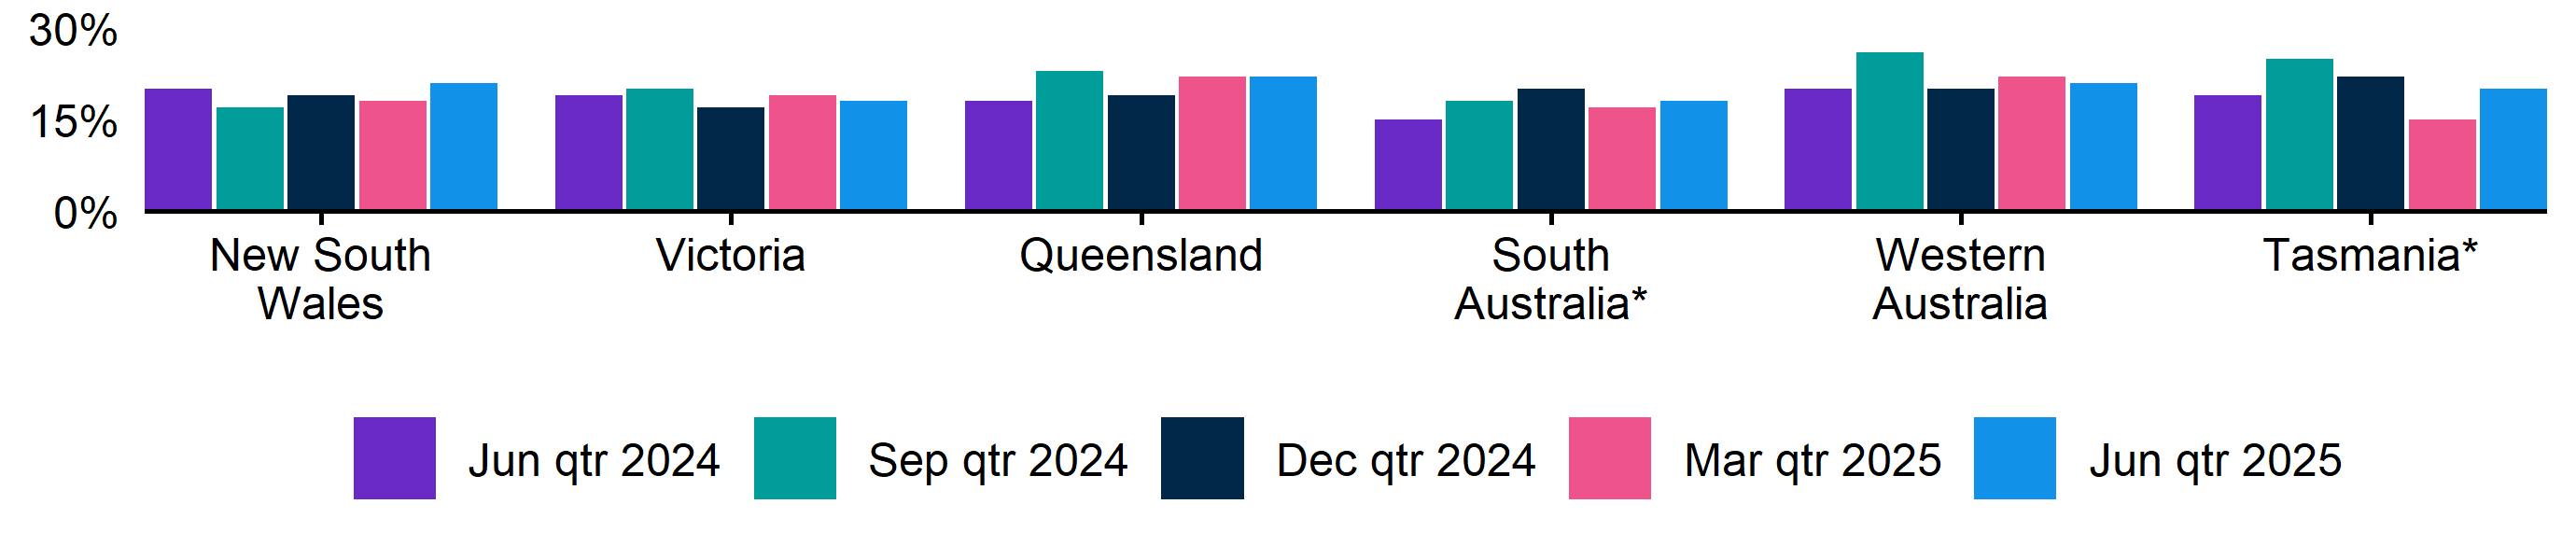 30%
15%
0%
New South
Wales
Victoria
Queensland
South
Australia*
Western
Australia
Tasmania*
Jun qtr 2024
Sep qtr 2024
Dec qtr 2024
Mar qtr 2025
Jun qtr 2025